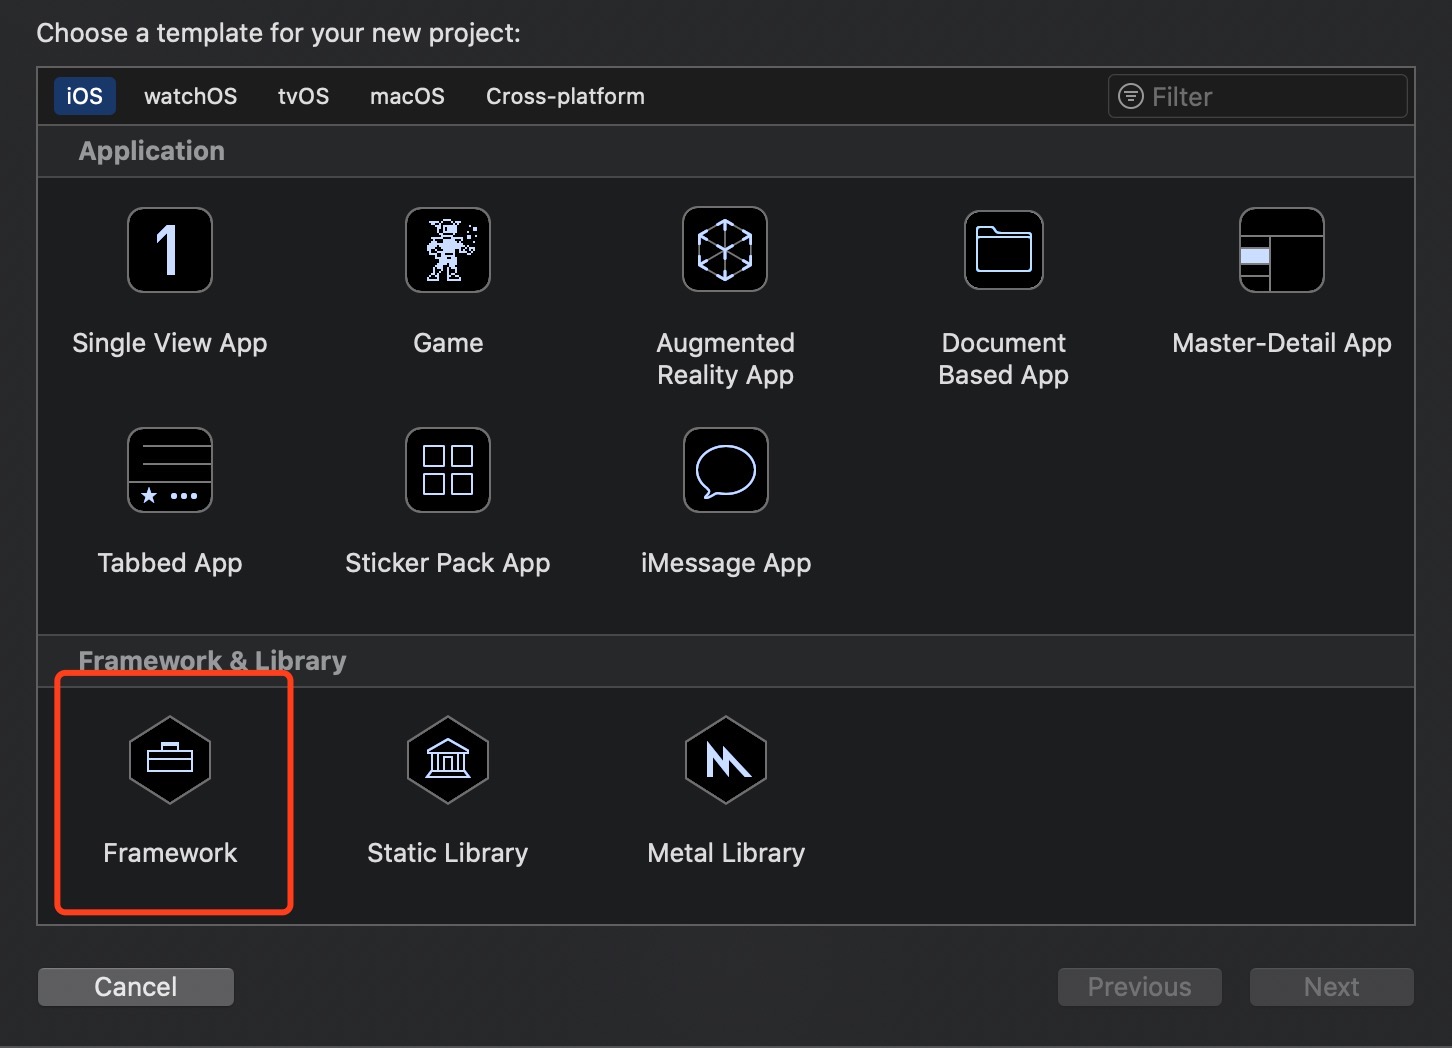 Choose a template for your new project:
iOS watchOS tvOS macOS Cross-platform Filter
Application
1
Single View App
Game
Augmented
Reality App
Document
Based App
Master-Detail App
Tabbed App
Sticker Pack App
iMessage App
Framework & Library
Framework
Static Library
Metal Library
Cancel
Previous
Next